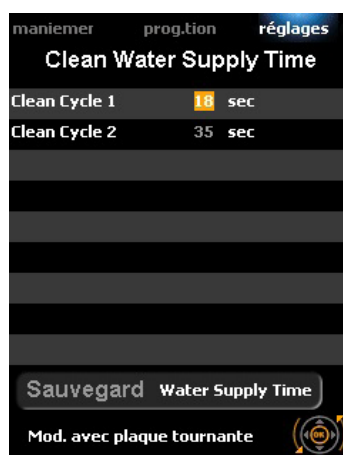 maniemer prog.tion réglages
Clean Water Supply Time
Clean Cycle 1 18 sec
Clean Cycle 2 35 sec
Sauvegard Water Supply Time
Mod. avec plaque tournante OK